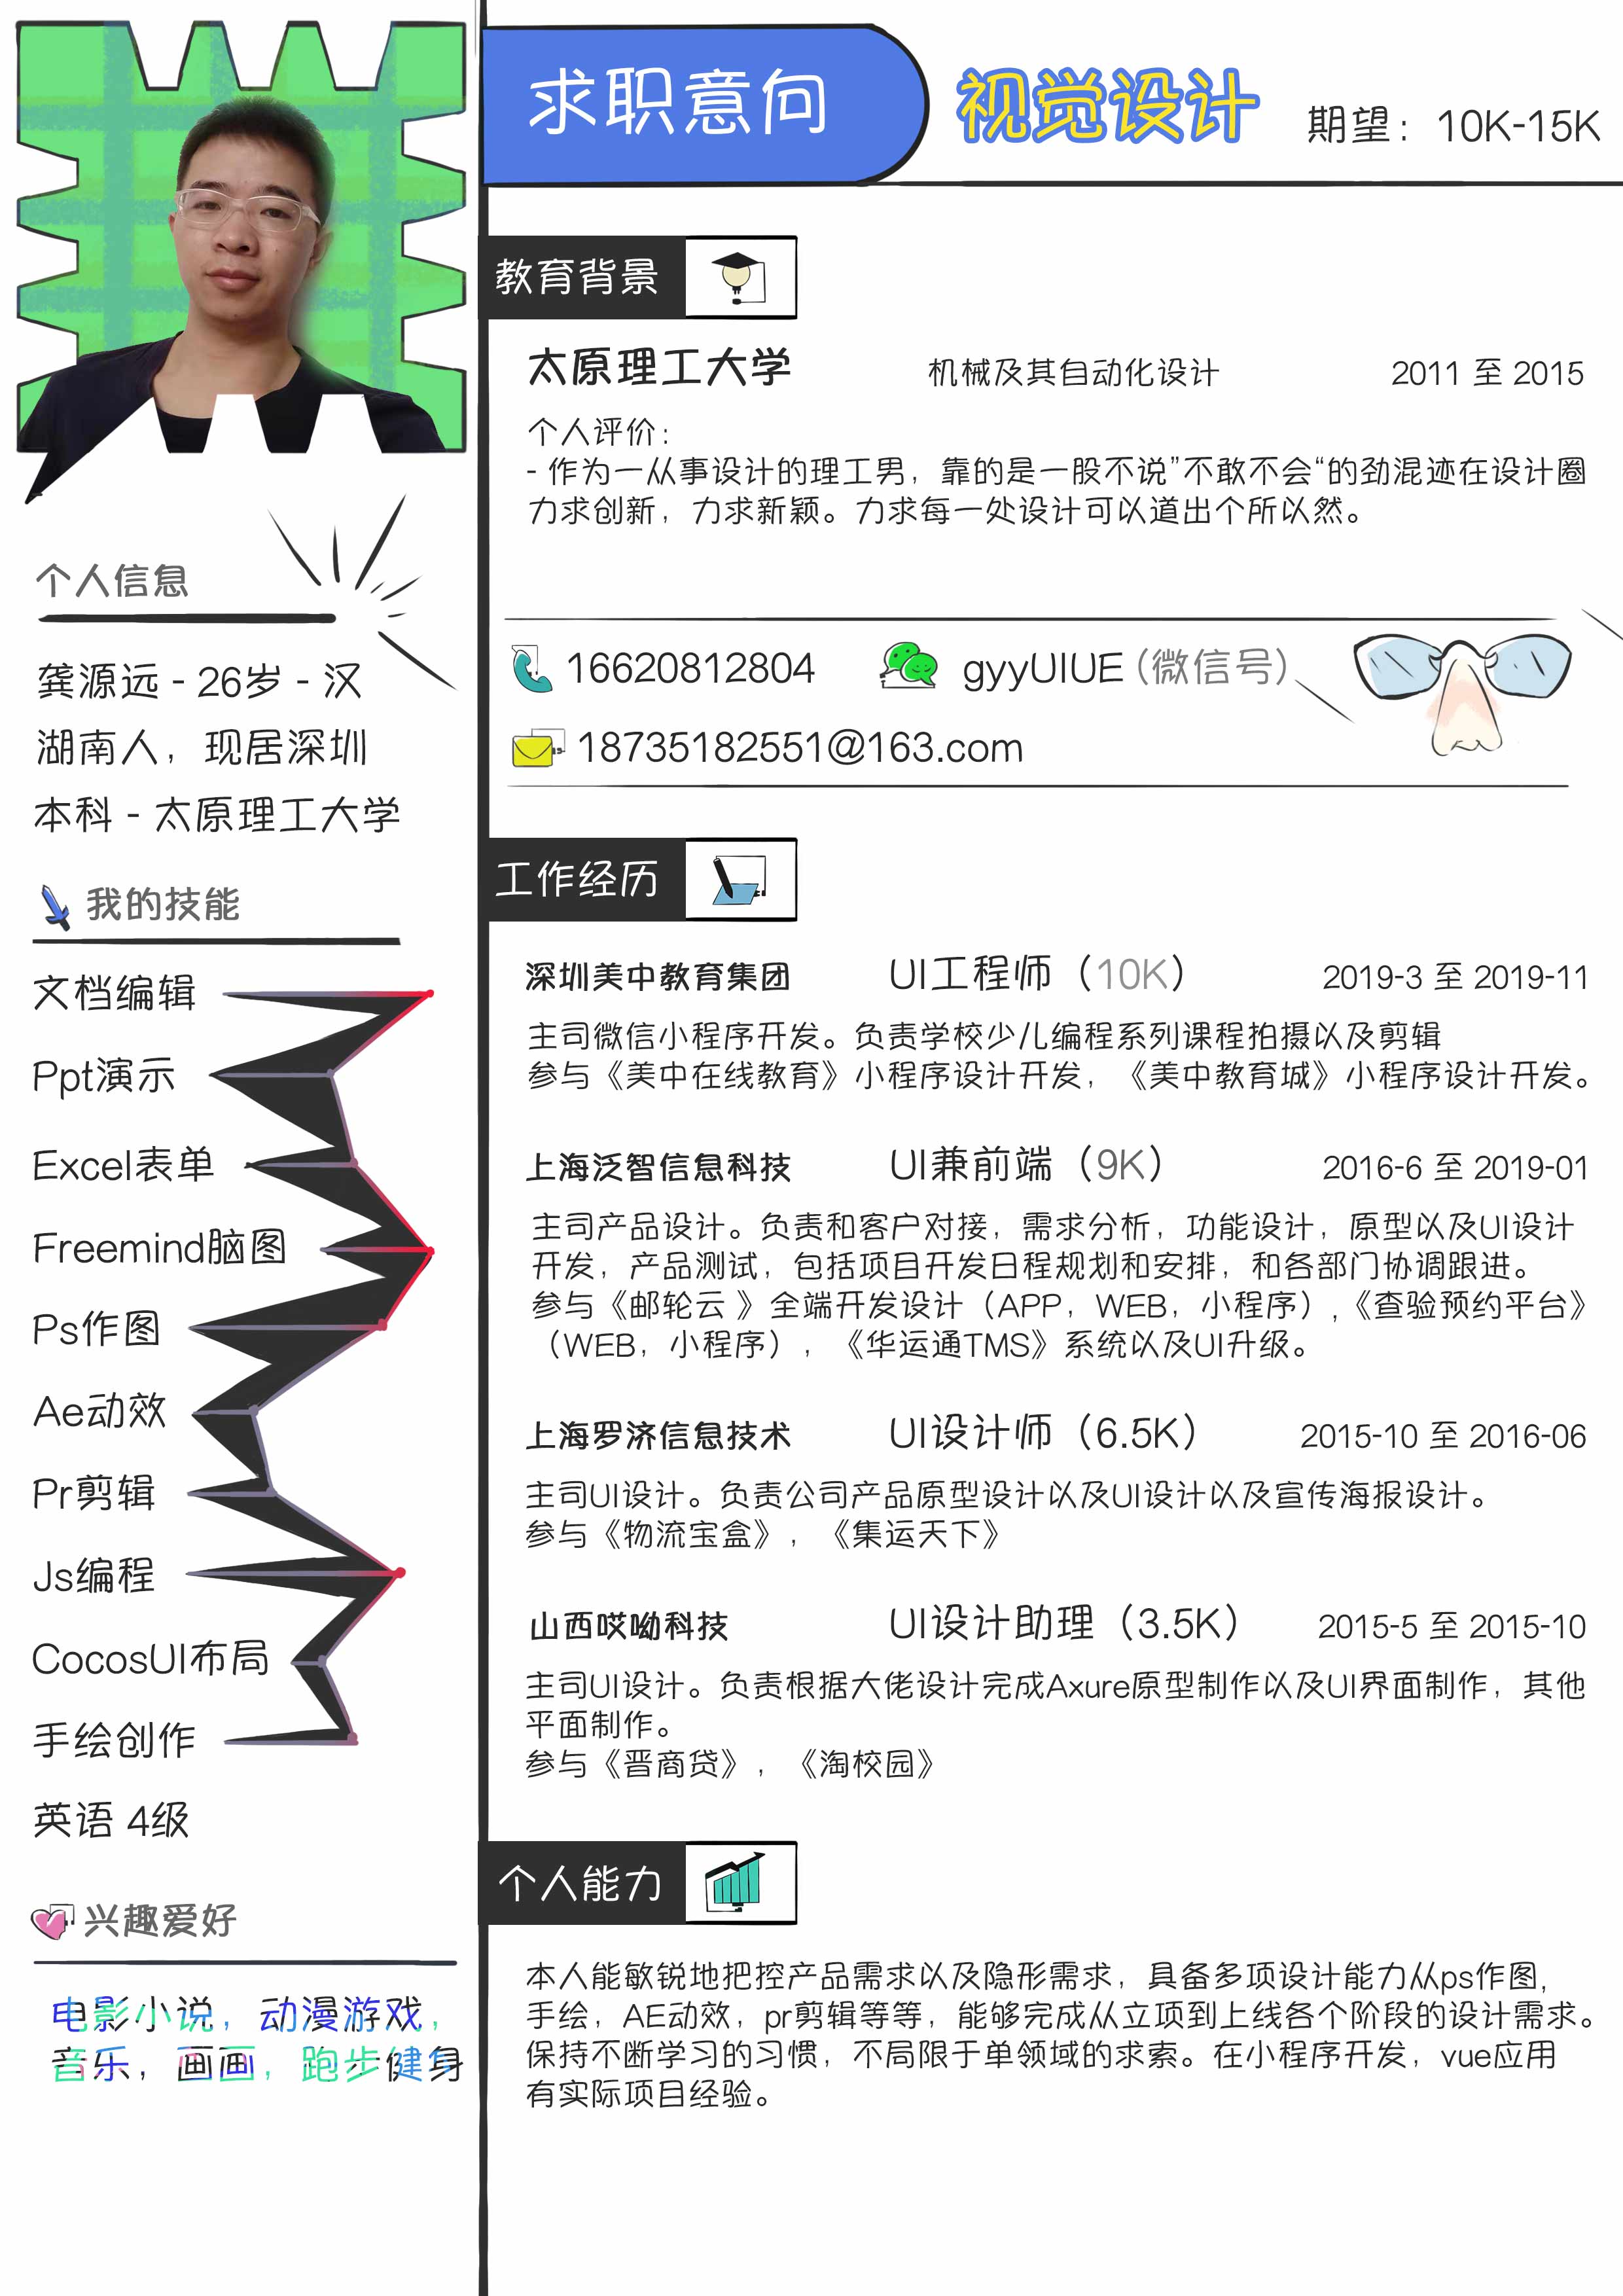 求职意向
视觉设计
期望：10K-15K
教育背景
太原理工大学 机械及其自动化设计 2011 至 2015
个人评价：
- 作为一从事设计的理工男，靠的是一股不说”不敢不会“的劲混迹在设计圈
力求创新，力求新颖。力求每一处设计可以道出个所以然。
16620812804 gyyUIUE（微信号）
18735182551@163.com
个人信息
龚源远 - 26岁 - 汉
湖南人，现居深圳
本科 - 太原理工大学
我的技能
文档编辑
Ppt演示
Excel表单
Freemind脑图
Ps作图
Ae动效
Pr剪辑
Js编程
CocosUI布局
手绘创作
英语 4级
兴趣爱好
电影小说，动漫游戏，
音乐，画画，跑步健身
工作经历
深圳美中教育集团 UI工程师（10K） 2019-3 至 2019-11
主司微信小程序开发。负责学校少儿编程系列课程拍摄以及剪辑
参与《美中在线教育》小程序设计开发，《美中教育城》小程序设计开发。
上海泛智信息科技 UI兼前端（9K） 2016-6 至 2019-01
主司产品设计。负责和客户对接，需求分析，功能设计，原型以及UI设计
开发，产品测试，包括项目开发日程规划和安排，和各部门协调跟进。
参与《邮轮云 》全端开发设计（APP，WEB，小程序）,《查验预约平台》
（WEB，小程序），《华运通TMS》系统以及UI升级。
上海罗济信息技术 UI设计师（6.5K） 2015-10 至 2016-06
主司UI设计。负责公司产品原型设计以及UI设计以及宣传海报设计。
参与《物流宝盒》，《集运天下》
山西哎呦科技 UI设计助理（3.5K） 2015-5 至 2015-10
主司UI设计。负责根据大佬设计完成Axure原型制作以及UI界面制作，其他
平面制作。
参与《晋商贷》，《淘校园》
个人能力
本人能敏锐地把控产品需求以及隐形需求，具备多项设计能力从ps作图，
手绘，AE动效，pr剪辑等等，能够完成从立项到上线各个阶段的设计需求。
保持不断学习的习惯，不局限于单领域的求索。在小程序开发，vue应用
有实际项目经验。